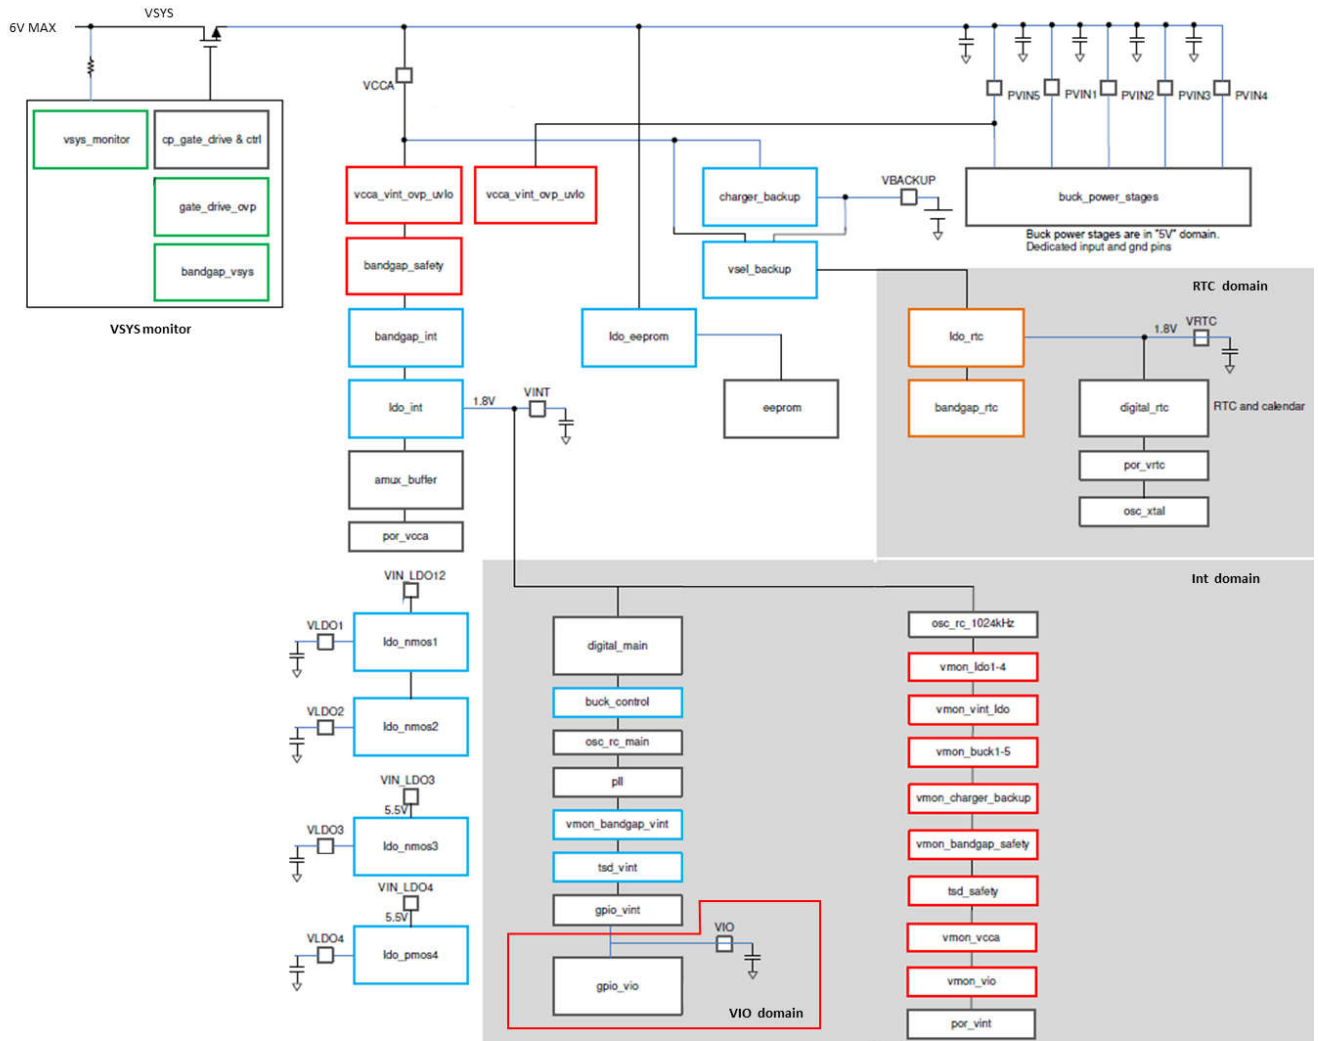 VSYS
6V MAX
VCCA
PVIN5
PVIN1
PVIN2
PVIN3
PVIN4
vsys_monitor
cp_gate_drive & ctrl
gate_drive_ovp
bandgap_vsys
VSYS monitor
vcca_vint_ovp_uvlo
vcca_vint_ovp_uvlo
charger_backup
VBACKUP
buck_power_stages
Buck power stages are in "5V" domain.
Dedicated input and gnd pins
bandgap_safety
vsel_backup
RTC domain
bandgap_int
ldo_eeprom
ldo_rtc
1.8V
VRTC
ldo_int
1.8V
VINT
eeprom
bandgap_rtc
digital_rtc
RTC and calendar
amux_buffer
por_vrtc
osc_xtal
por_vcca
VIN_LDO12
Int domain
VLDO1
ldo_nmos1
VLDO2
ldo_nmos2
VIN_LDO3
5.5V
VLDO3
ldo_nmos3
VIN_LDO4
5.5V
VLDO4
ldo_pmos4
digital_main
buck_control
osc_rc_main
pll
vmon_bandgap_vint
tsd_vint
gpio_vint
VIO
gpio_vio
VIO domain
osc_rc_1024kHz
vmon_ldo1-4
vmon_vint_ldo
vmon_buck1-5
vmon_charger_backup
vmon_bandgap_safety
tsd_safety
vmon_vcca
vmon_vio
por_vint